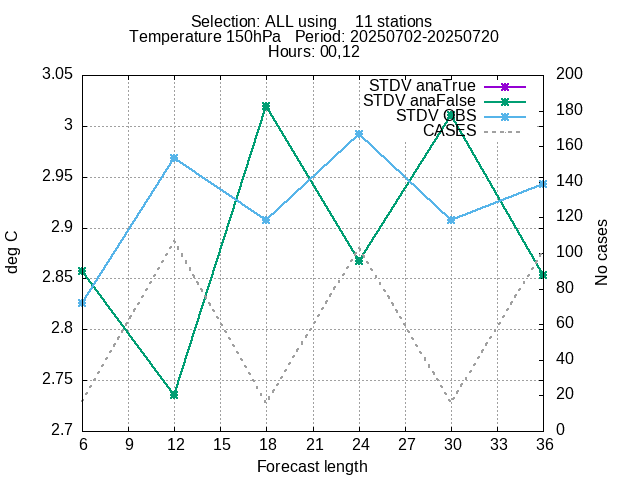 Selection: ALL using    11 stations
Temperature 150hPa   Period: 20250702-20250720
Hours: 00,12
STDV anaTrue
STDV anaFalse
STDV OBS
CASES
3.05
3
2.95
2.9
2.85
2.8
2.75
2.7
200
180
160
140
120
100
80
60
40
20
0
6 9 12 15 18 21 24 27 30 33 36
deg C
No cases
Forecast length